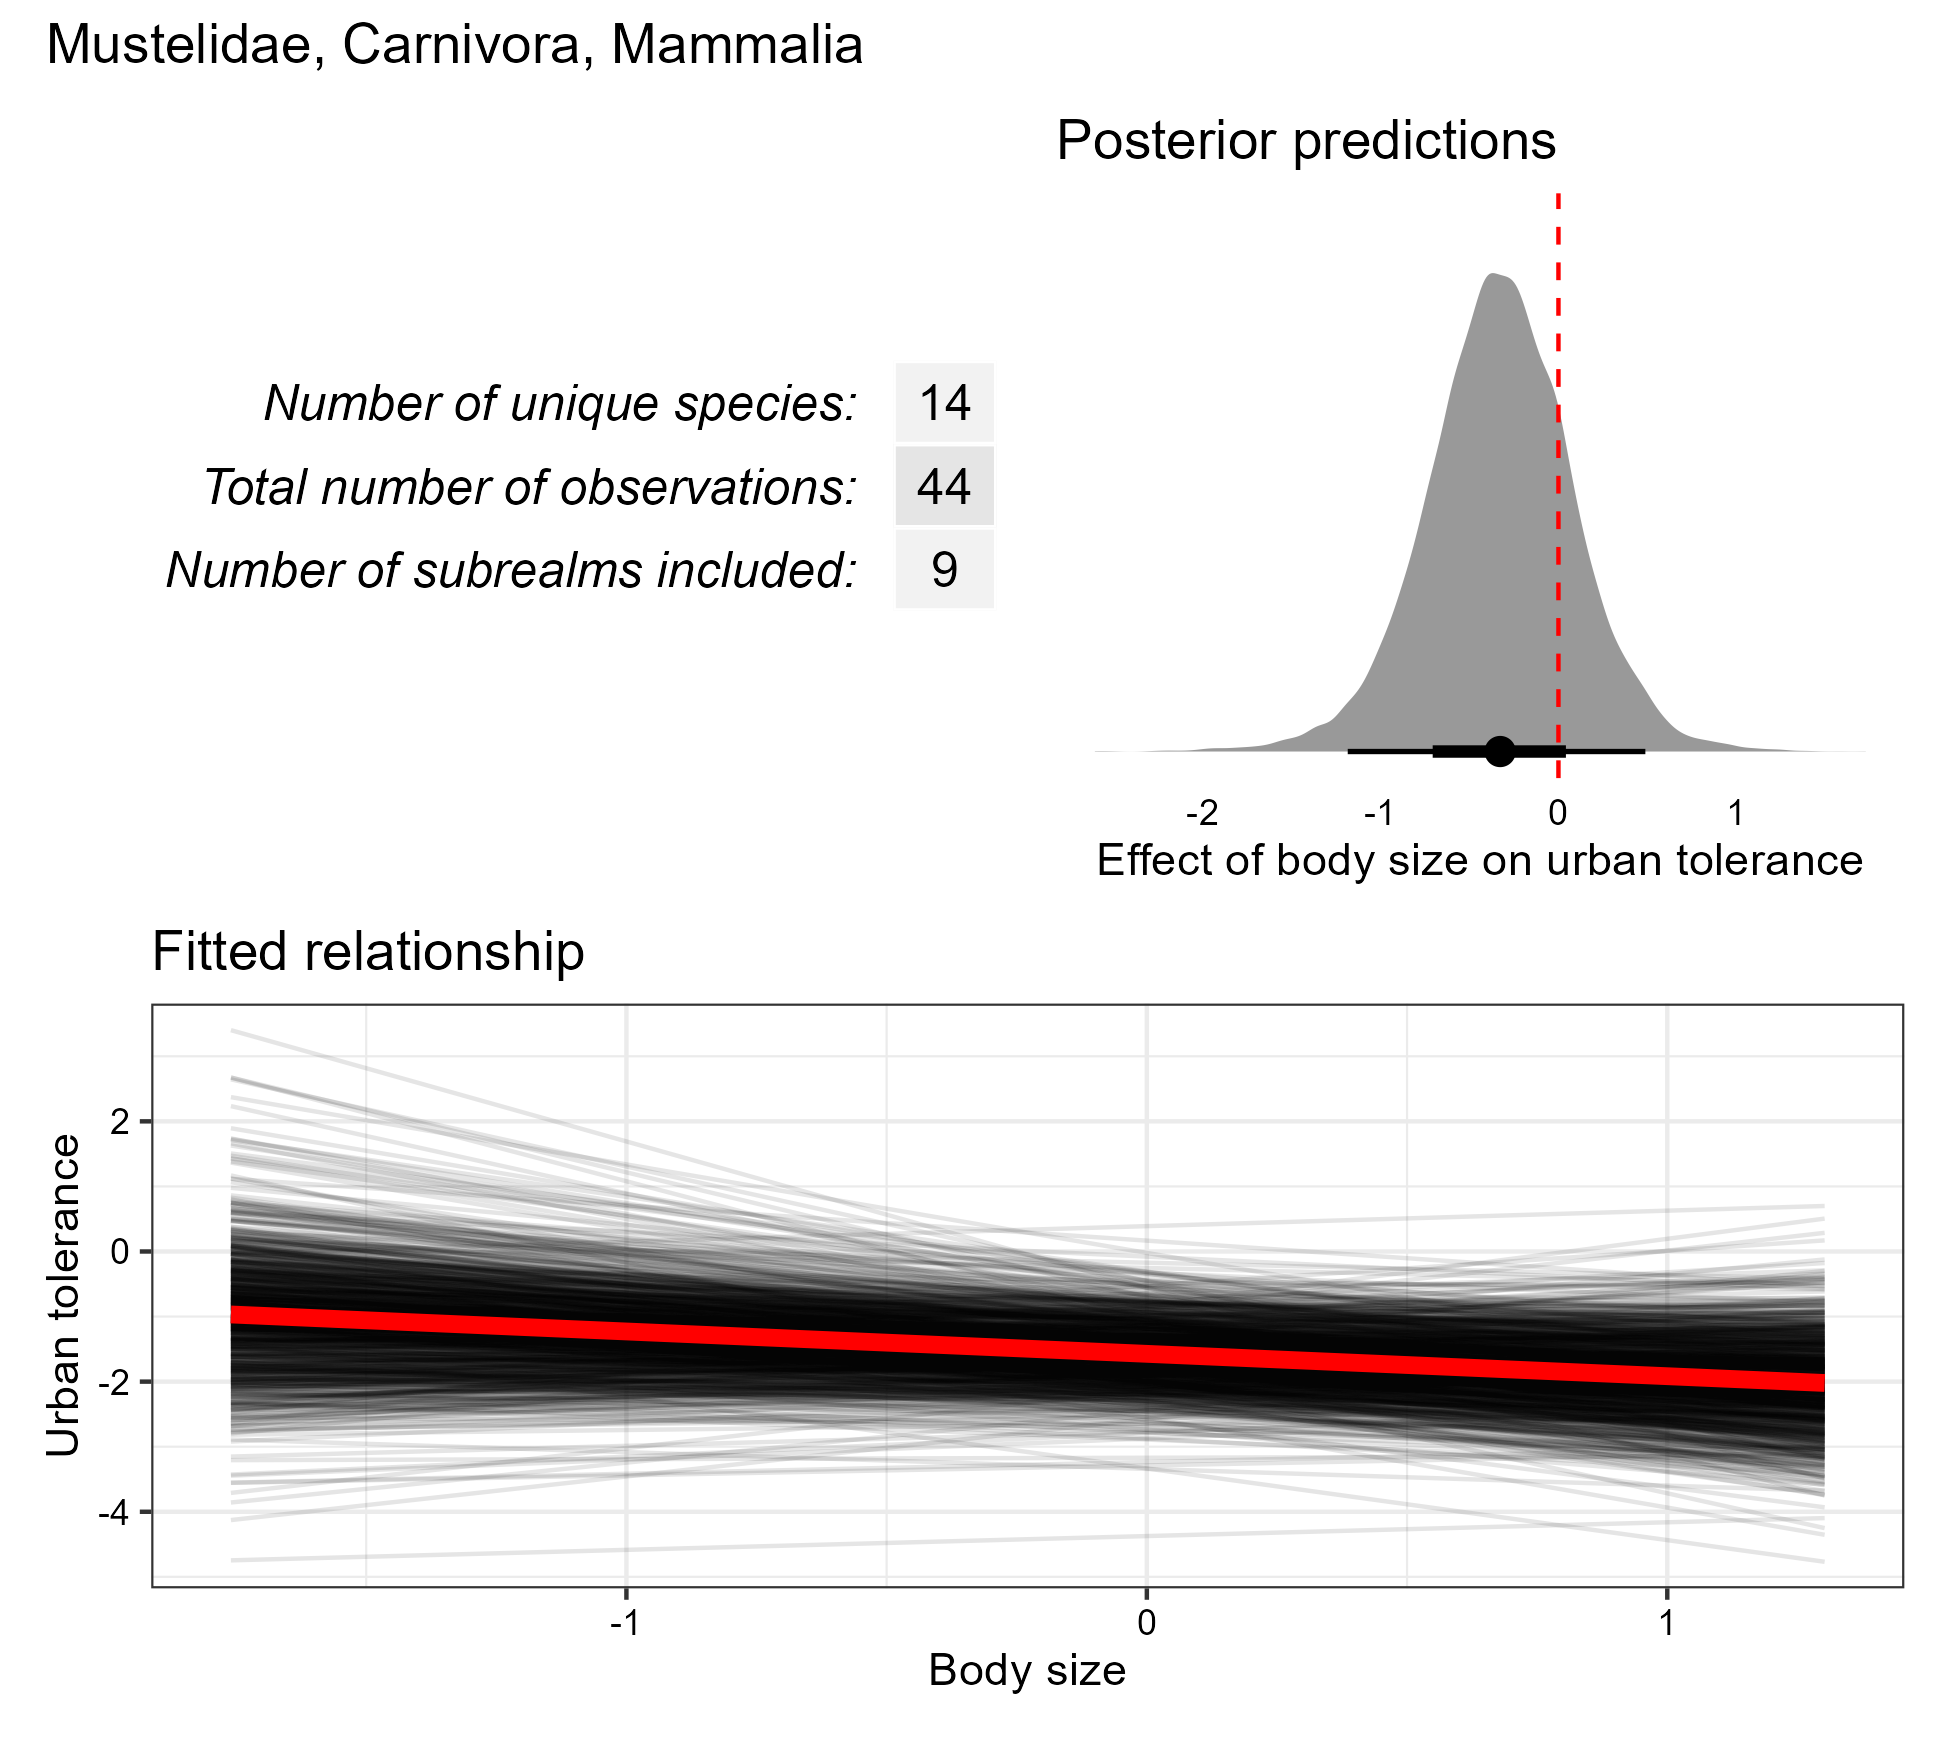 Mustelidae, Carnivora, Mammalia
Posterior predictions
Number of unique species: 14
Total number of observations: 44
Number of subrealms included: 9
-2 -1 0 1
Effect of body size on urban tolerance
Fitted relationship
Urban tolerance
2
0
-2
-4
-1 0 1
Body size